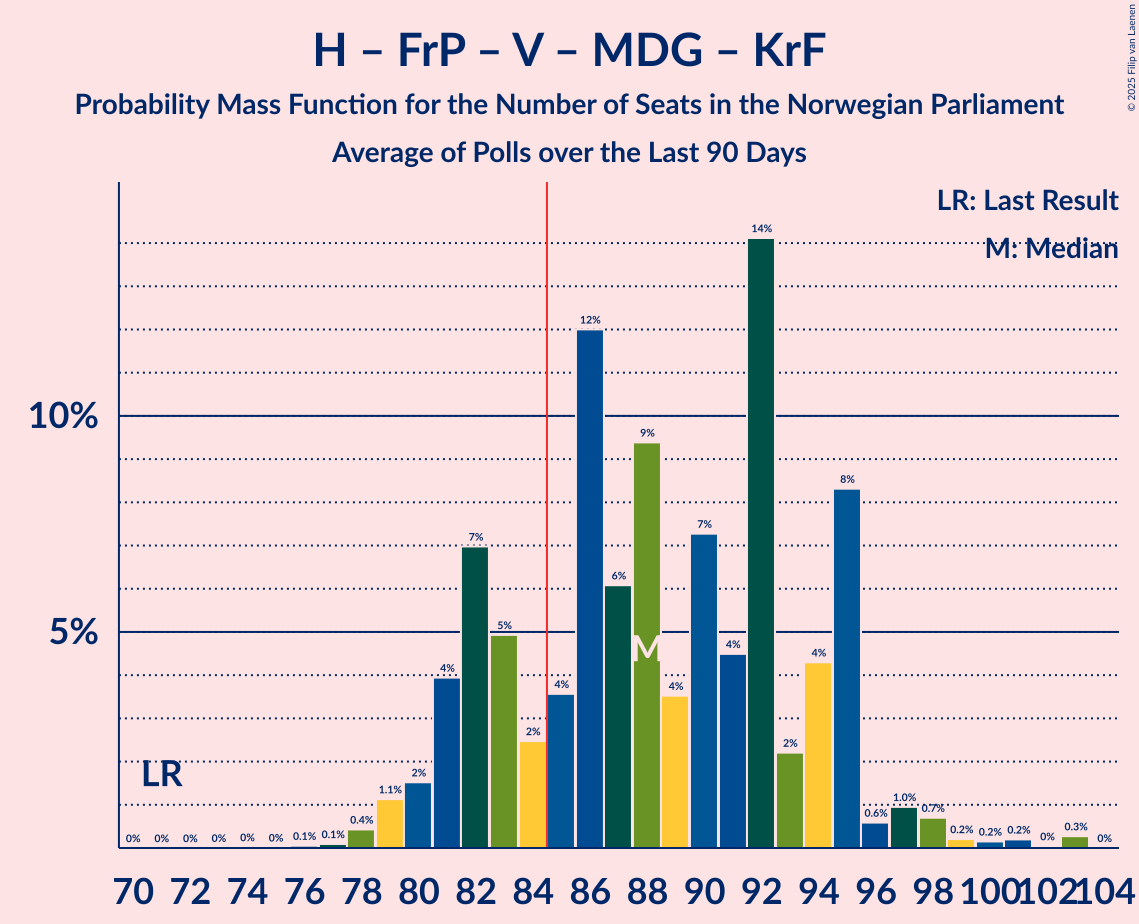 H – FrP – V – MDG – KrF
Probability Mass Function for the Number of Seats in the Norwegian Parliament
Average of Polls over the Last 90 Days
© 2025 Filip van Laenen
LR: Last Result
M: Median
10%
5%
LR
M
0% 0% 0% 0% 0% 0% 0.1% 0.1% 0.4% 1.1% 2% 4% 7% 5% 2% 4% 12% 6% 9% 4% 7% 4% 14% 2% 4% 8% 0.6% 1.0% 0.7% 0.2% 0.2% 0.2% 0% 0.3% 0%
70 72 74 76 78 80 82 84 86 88 90 92 94 96 98 100 102 104